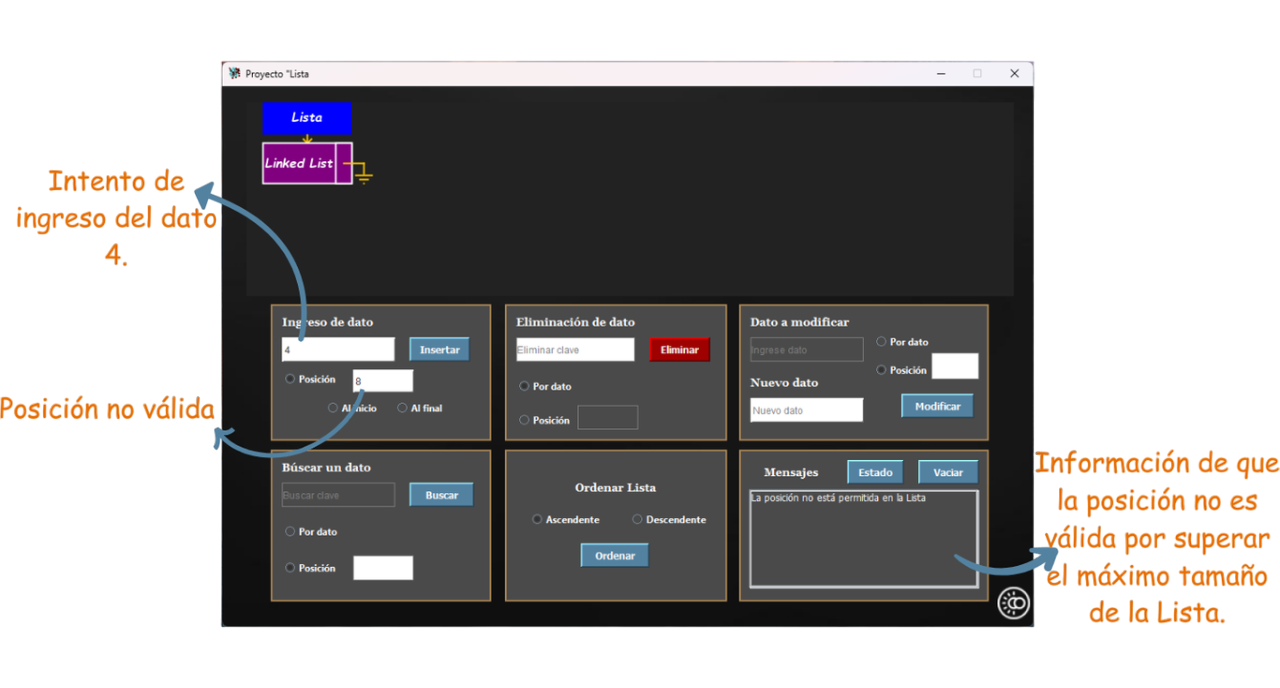 Proyecto "Lista
Lista
Linked List
Intento de
ingreso del dato
4.
Ingreso de dato
4
Insertar
Posición
8
Al inicio
Al final
Posición no válida
Eliminación de dato
Eliminar clave
Eliminar
Por dato
Posición
Dato a modificar
Ingrese dato
Por dato
Posición
Nuevo dato
Nuevo dato
Modificar
Búscar un dato
Buscar clave
Buscar
Por dato
Posición
Ordenar Lista
Ascendente
Descendente
Ordenar
Mensajes
Estado
Vaciar
La posición no está permitida en la Lista
Información de que
la posición no es
válida por superar
el máximo tamaño
de la Lista.